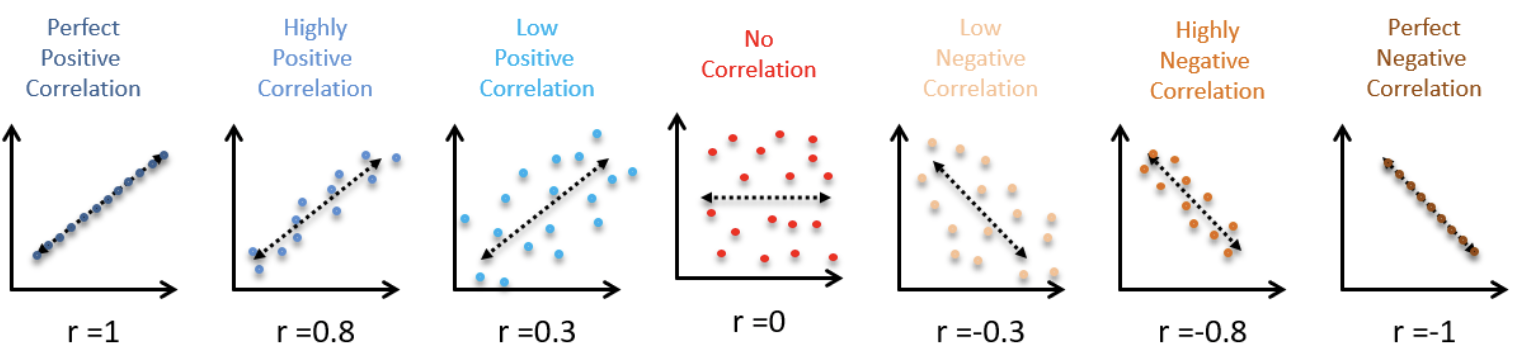 Perfect
Positive
Correlation
Highly
Positive
Correlation
Low
Positive
Correlation
No
Correlation
Low
Negative
Correlation
Highly
Negative
Correlation
Perfect
Negative
Correlation
r =1
r =0.8
r =0.3
r =0
r =-0.3
r =-0.8
r =-1